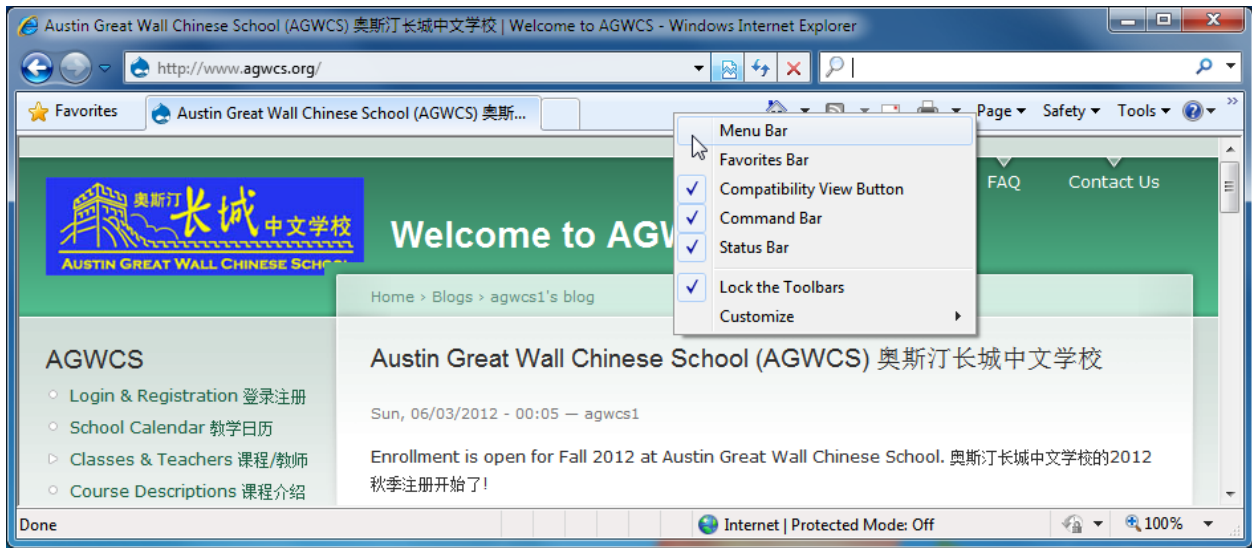 Austin Great Wall Chinese School (AGWCS) 奥斯汀长城中文学校 | Welcome to AGWCS - Windows Internet Explorer
http://www.agwcs.org/
Favorites
Austin Great Wall Chinese School (AGWCS) 奥斯...
Page
Safety
Tools
Menu Bar
Favorites Bar
Compatibility View Button
Command Bar
Status Bar
Lock the Toolbars
Customize
FAQ
Contact Us
奥斯汀 长城 中文学校
AUSTIN GREAT WALL CHINESE
Welcome to
Home › Blogs › agwcs1's blog
AGWCS
Login & Registration 登录注册
School Calendar 教学日历
Classes & Teachers 课程/教师
Course Descriptions 课程介绍
Austin Great Wall Chinese School (AGWCS) 奥斯汀长城中文学校
Sun, 06/03/2012 - 00:05 — agwcs1
Enrollment is open for Fall 2012 at Austin Great Wall Chinese School. 奥斯汀长城中文学校的2012
秋季注册开始了!
Done
Internet | Protected Mode: Off
100%